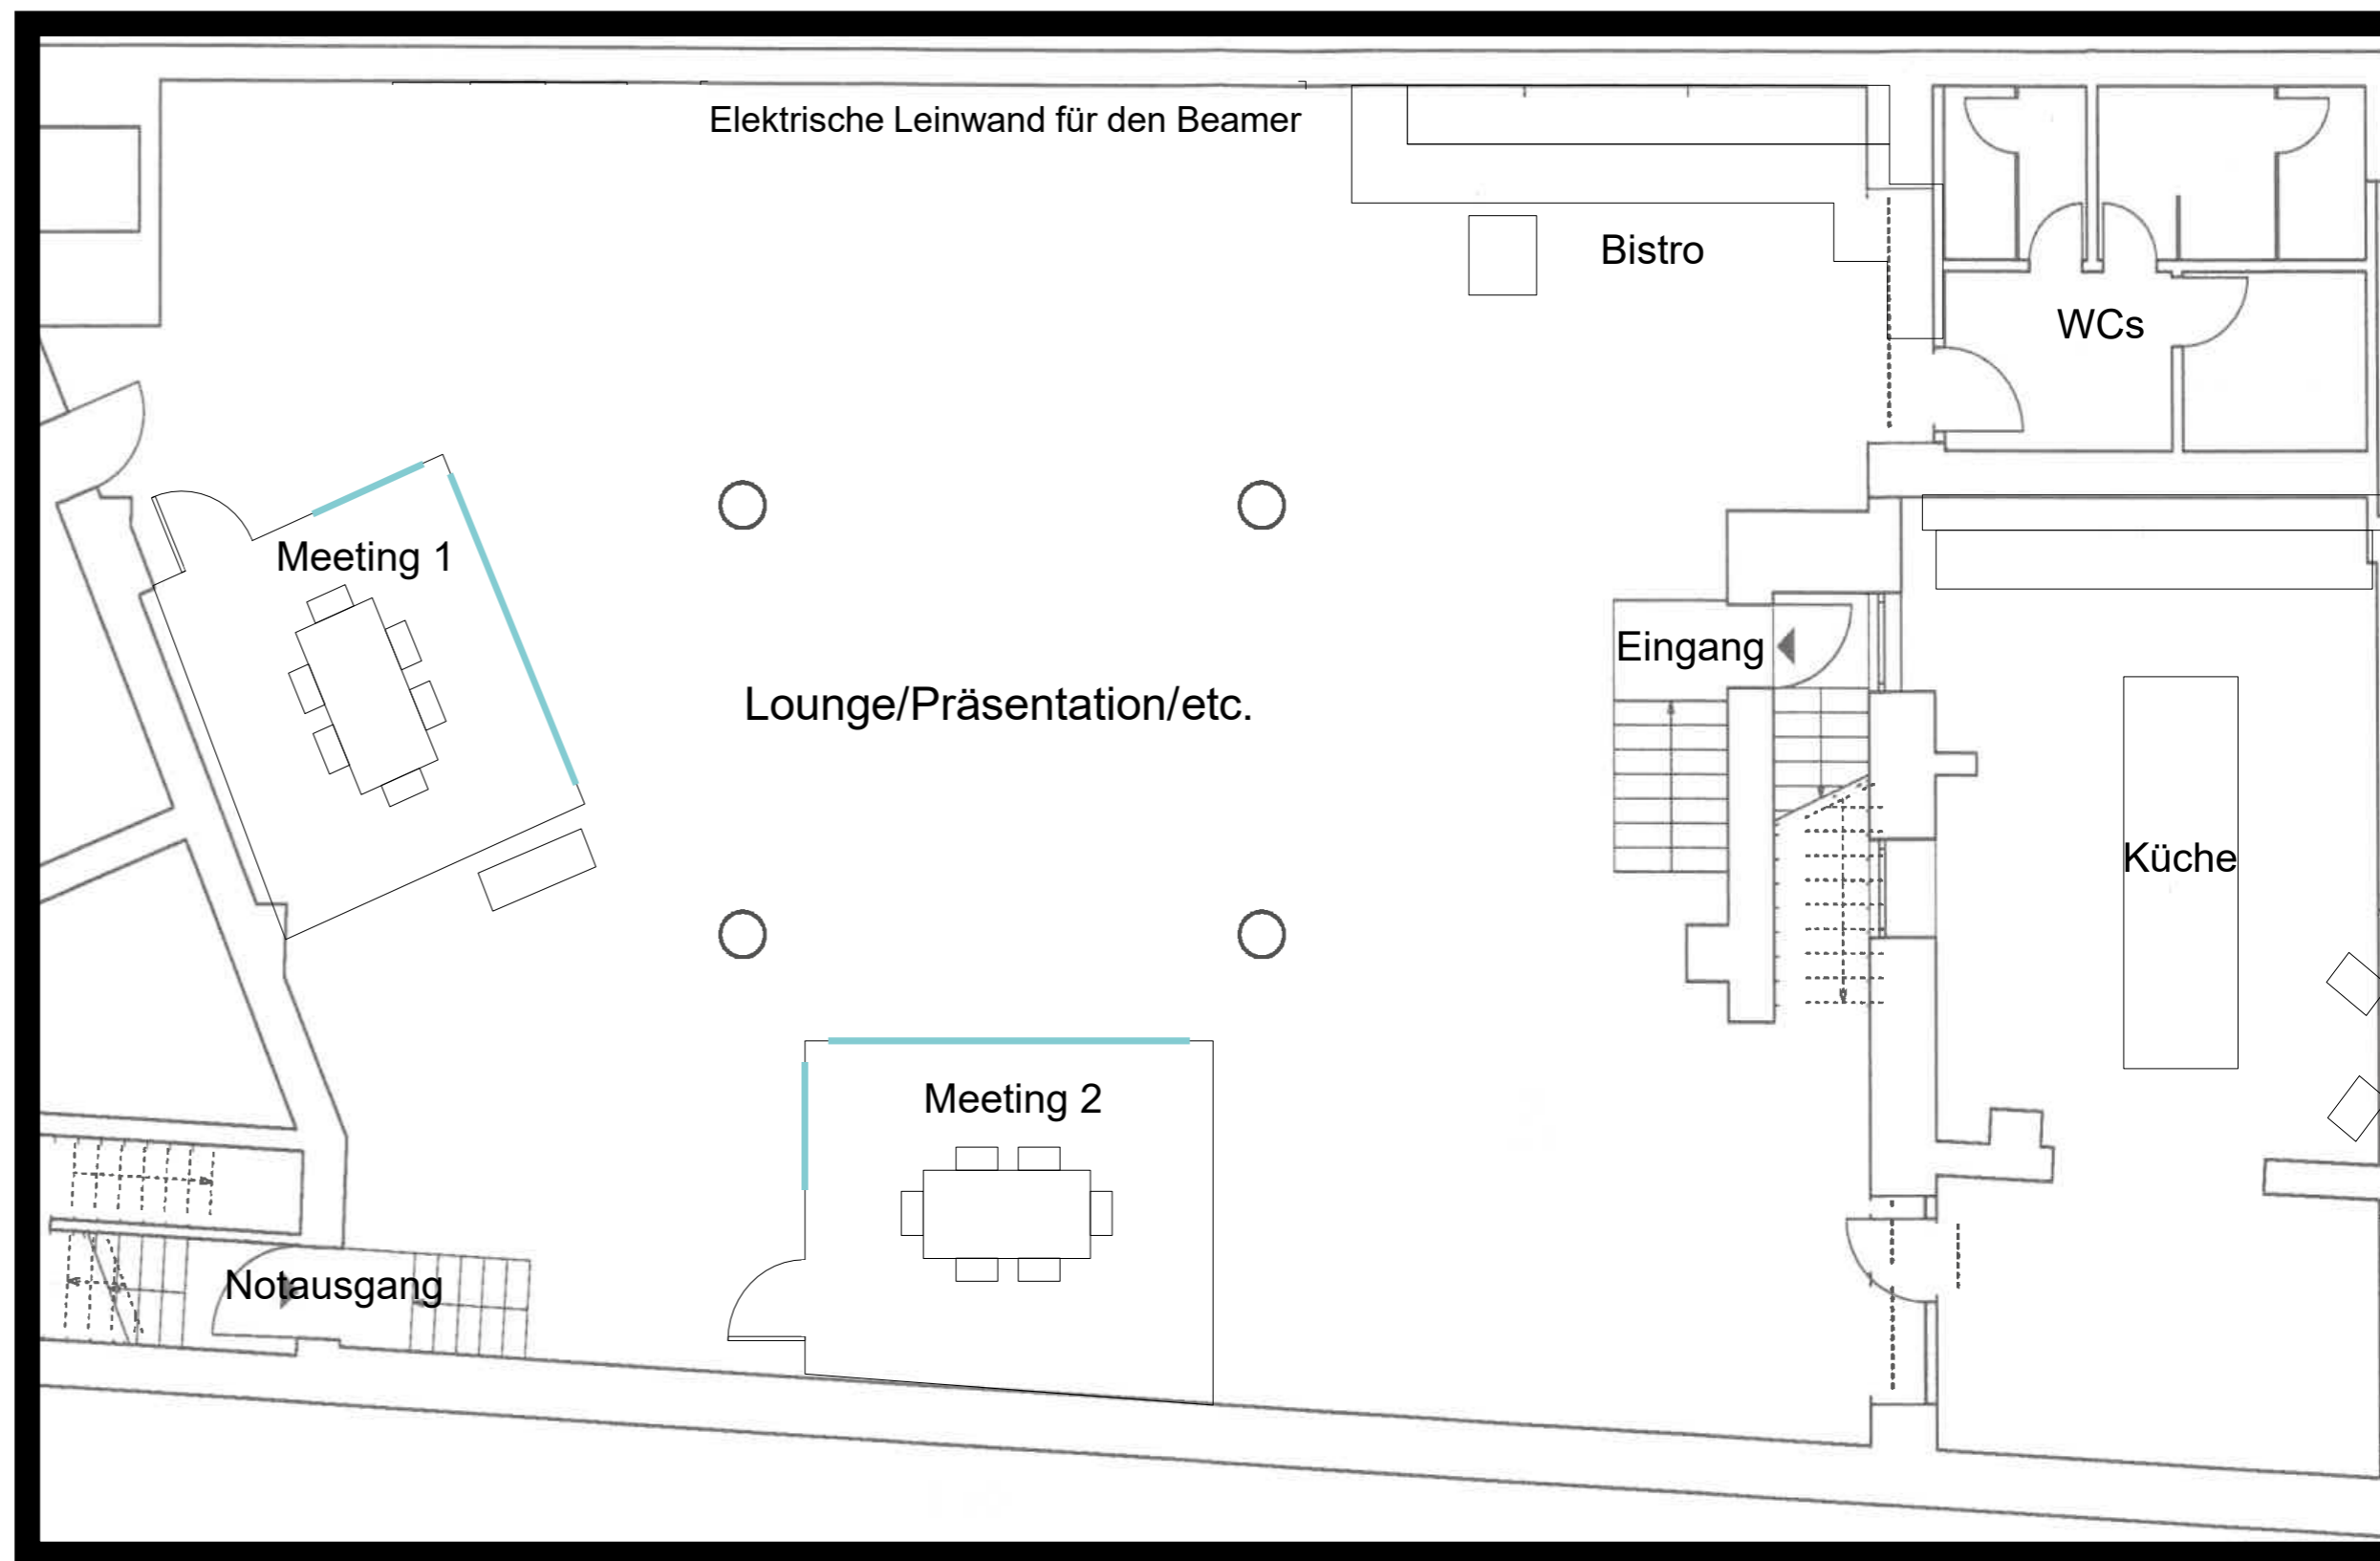 Elektrische Leinwand für den Beamer
Bistro
WCs
Meeting 1
Eingang
Lounge/Präsentation/etc.
Küche
Meeting 2
Notausgang